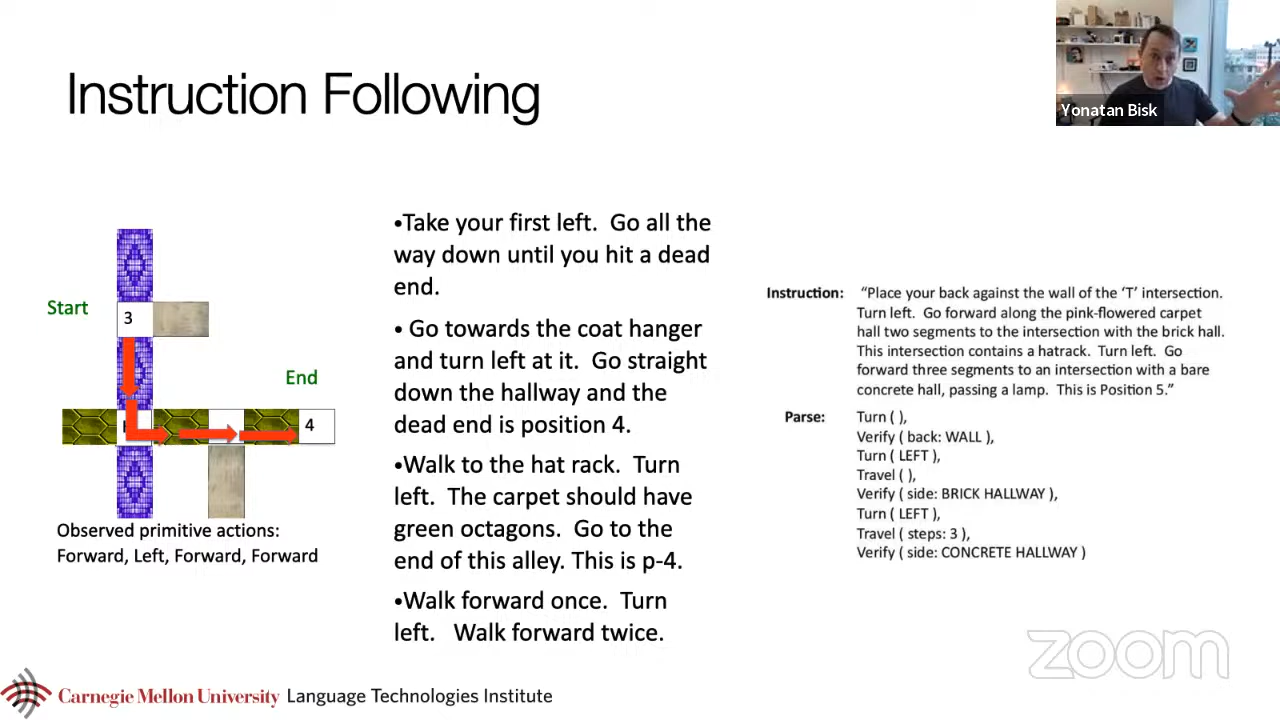 Instruction Following
Yonatan Bisk
Start
3
End
4
Observed primitive actions:
Forward, Left, Forward, Forward
•Take your first left. Go all the
way down until you hit a dead
end.
• Go towards the coat hanger
and turn left at it. Go straight
down the hallway and the
dead end is position 4.
•Walk to the hat rack. Turn
left. The carpet should have
green octagons. Go to the
end of this alley. This is p-4.
•Walk forward once. Turn
left. Walk forward twice.
Instruction: “Place your back against the wall of the ‘T’ intersection.
Turn left. Go forward along the pink-flowered carpet
hall two segments to the intersection with the brick hall.
This intersection contains a hatrack. Turn left. Go
forward three segments to an intersection with a bare
concrete hall, passing a lamp. This is Position 5.”
Parse: Turn ( ),
Verify ( back: WALL ),
Turn ( LEFT ),
Travel ( ),
Verify ( side: BRICK HALLWAY ),
Turn ( LEFT ),
Travel ( steps: 3 ),
Verify ( side: CONCRETE HALLWAY )
zoom
Carnegie Mellon University Language Technologies Institute